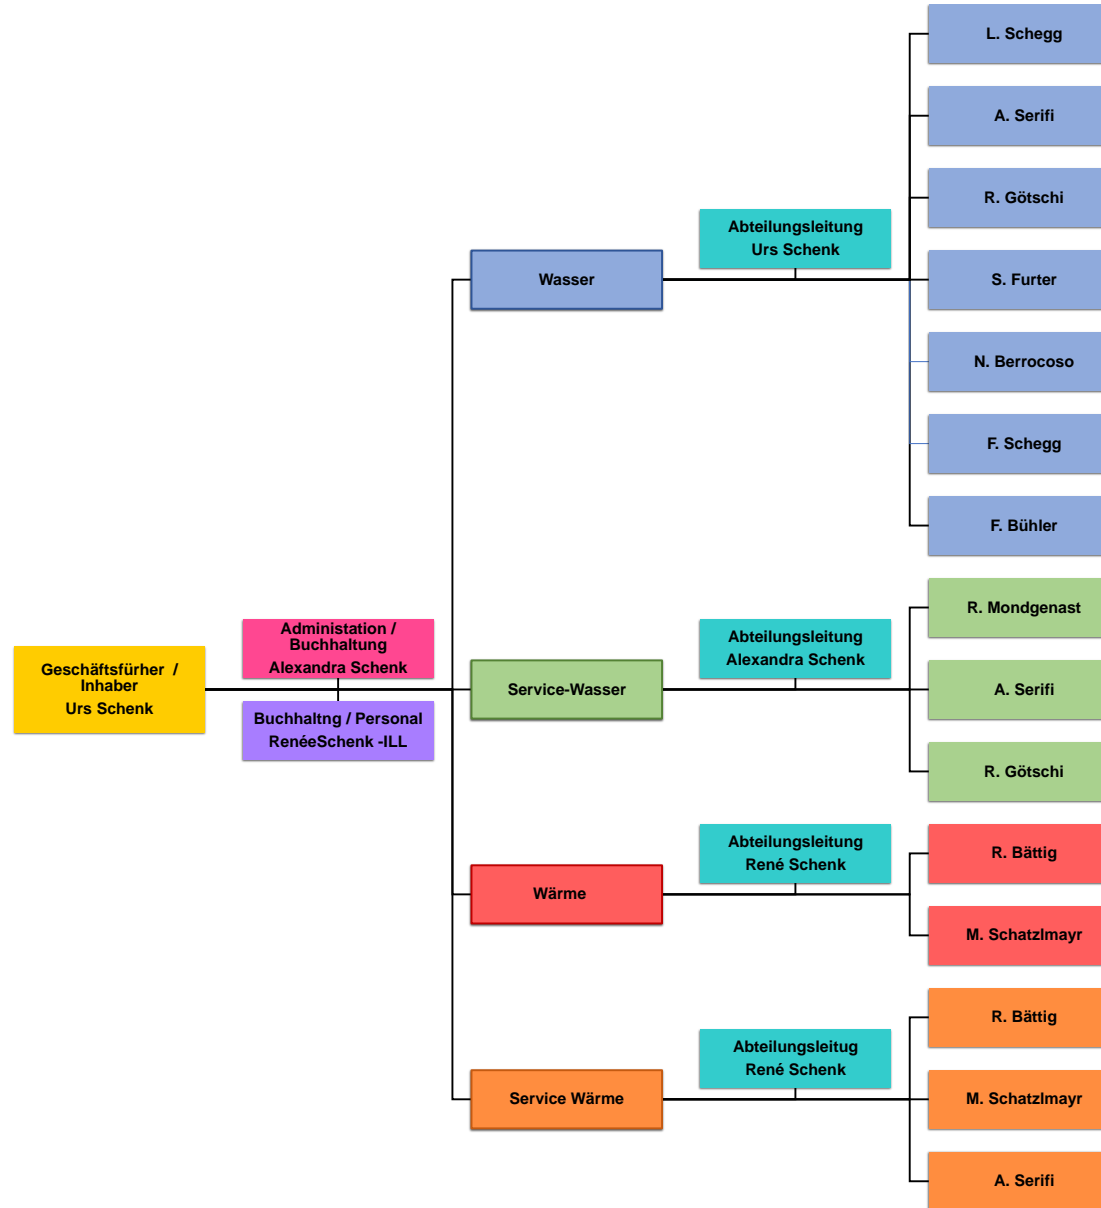 L. Schegg
A. Serifi
R. Götschi
Abteilungsleitung
Urs Schenk
Wasser
S. Furter
N. Berrocoso
F. Schegg
F. Bühler
R. Mondgenast
Administation /
Buchhaltung
Alexandra Schenk
Abteilungsleitung
Alexandra Schenk
Geschäftsfürher /
Inhaber
Urs Schenk
Service-Wasser
A. Serifi
Buchhaltng / Personal
RenéeSchenk -ILL
R. Götschi
Abteilungsleitung
René Schenk
R. Bättig
Wärme
M. Schatzlmayr
R. Bättig
Abteilungsleitug
René Schenk
Service Wärme
M. Schatzlmayr
A. Serifi